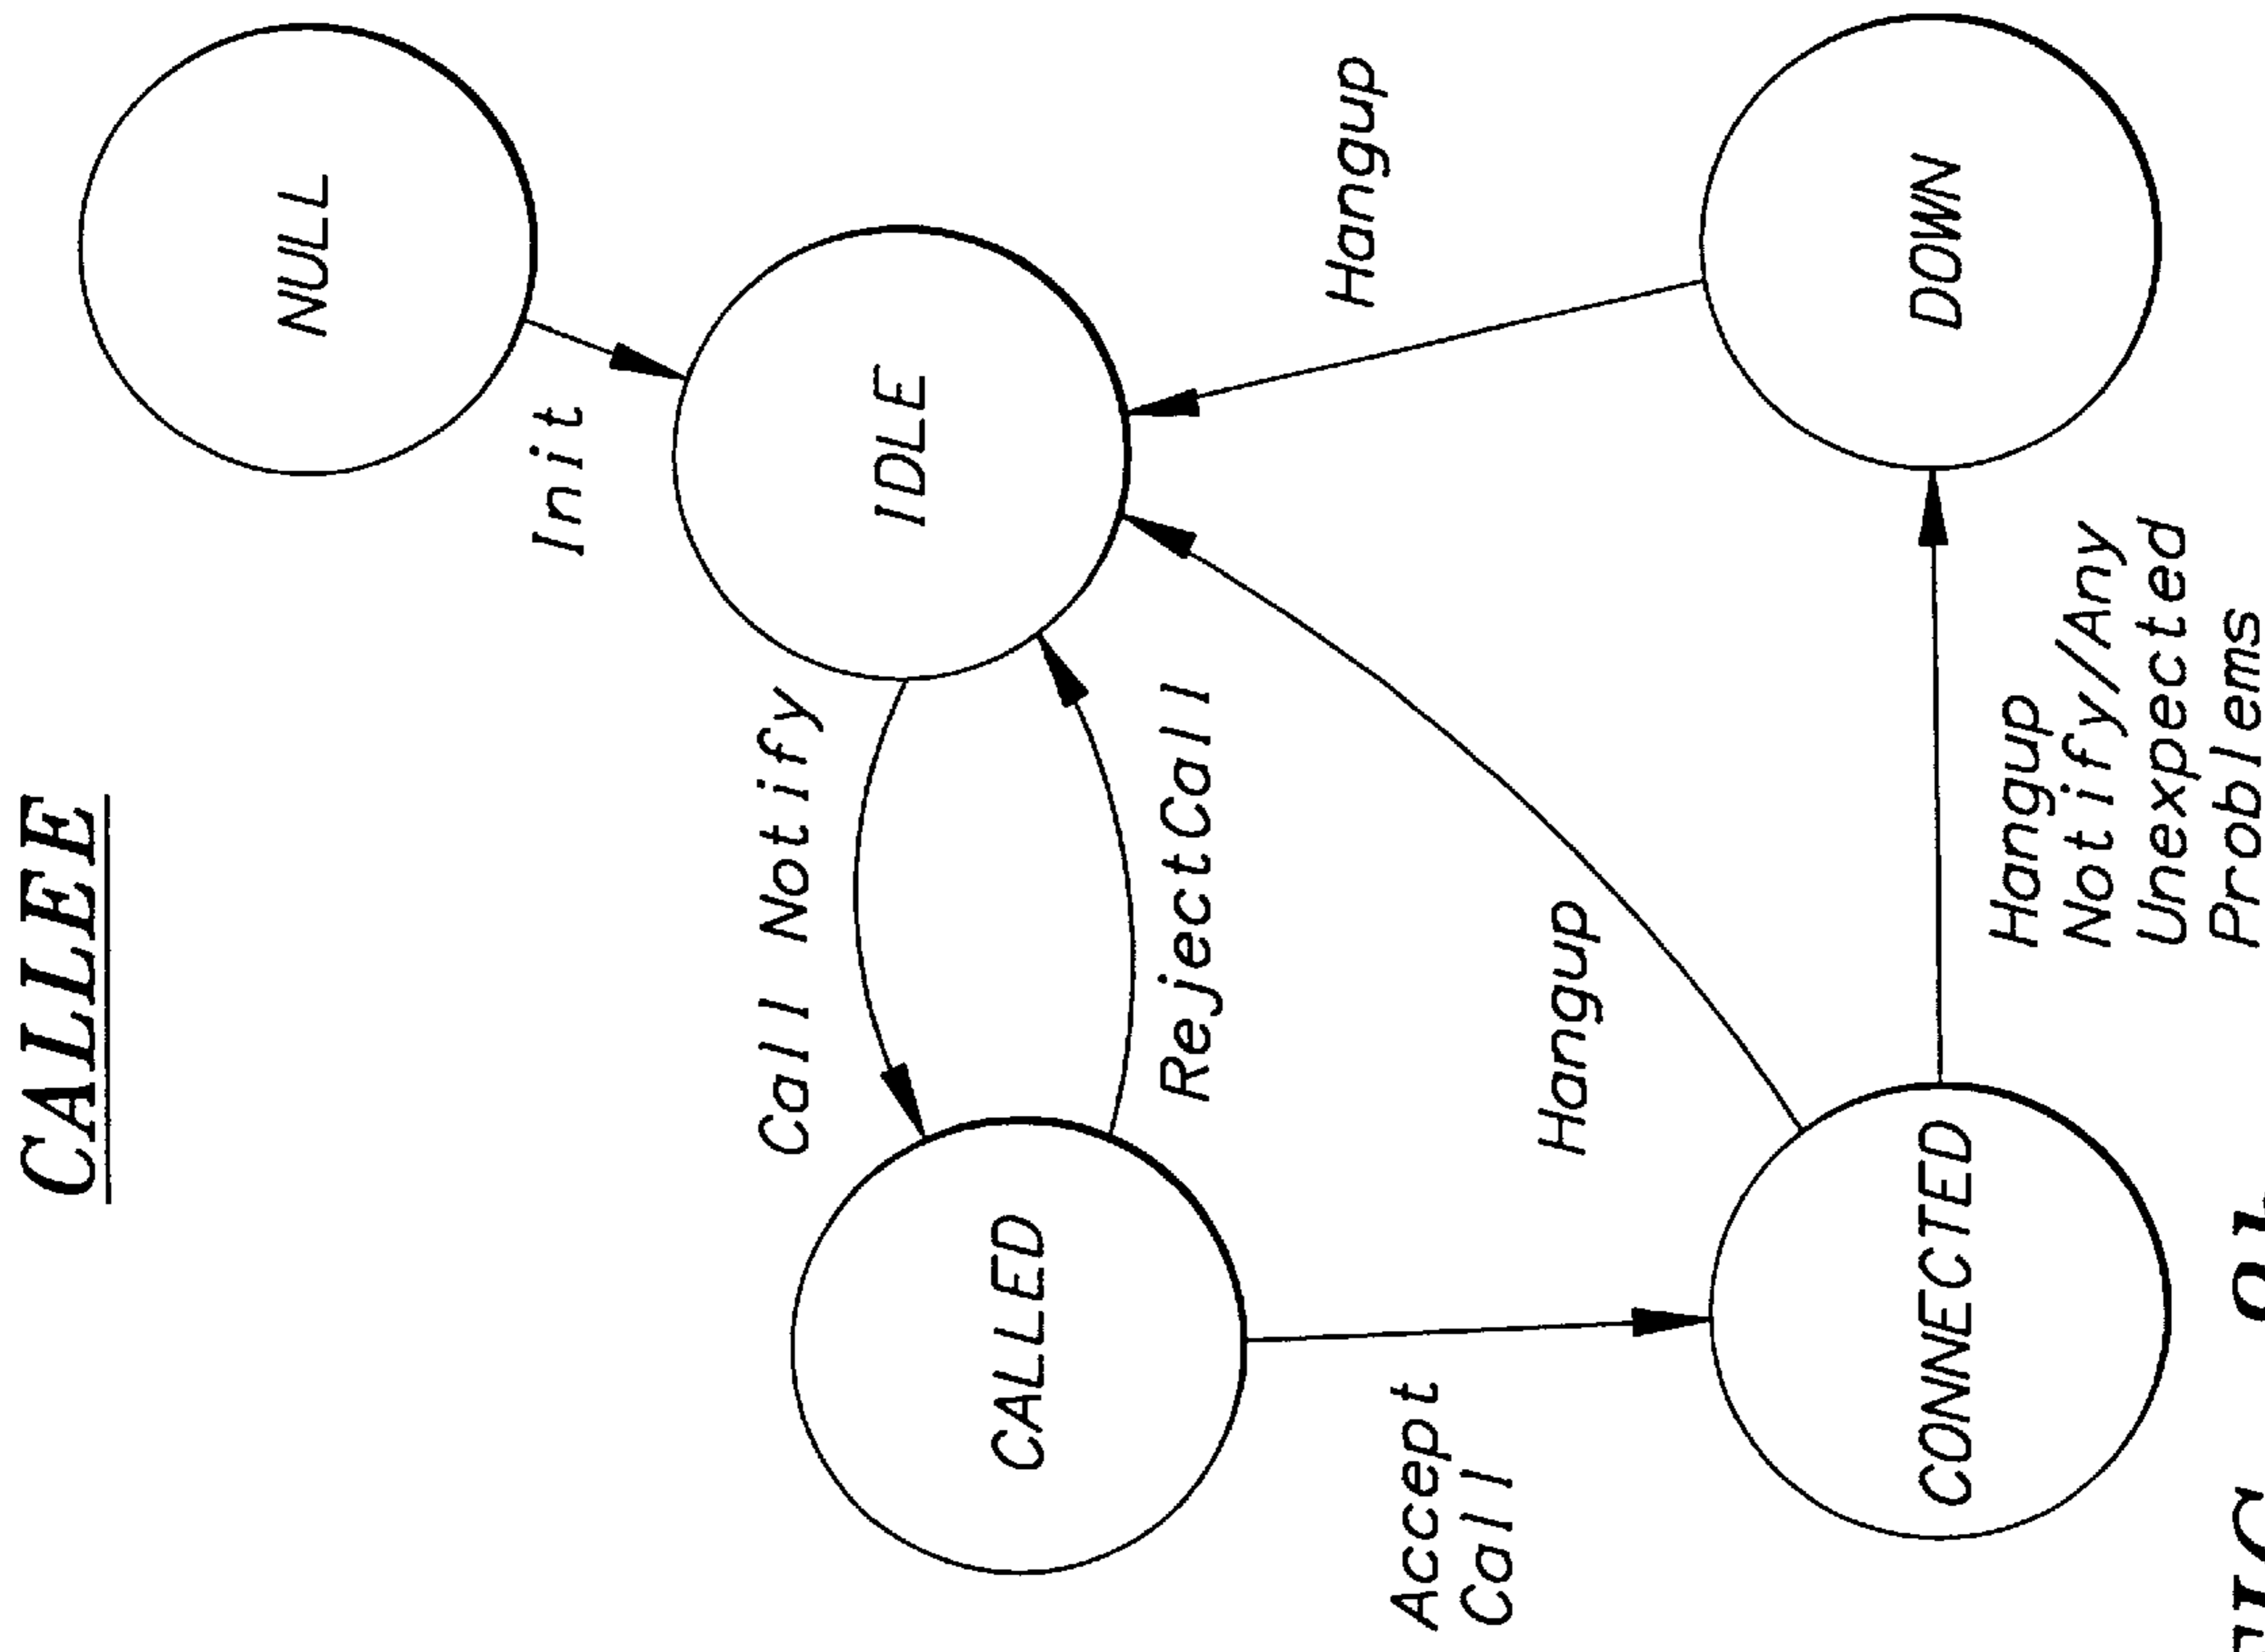 CALLEE
NULL
Init
IDLE
Call Notify
RejectCall
CALLED
Hangup
Hangup
Accept
Call
CONNECTED
DOWN
Hangup
Notify/Any
Unexpected
Problems